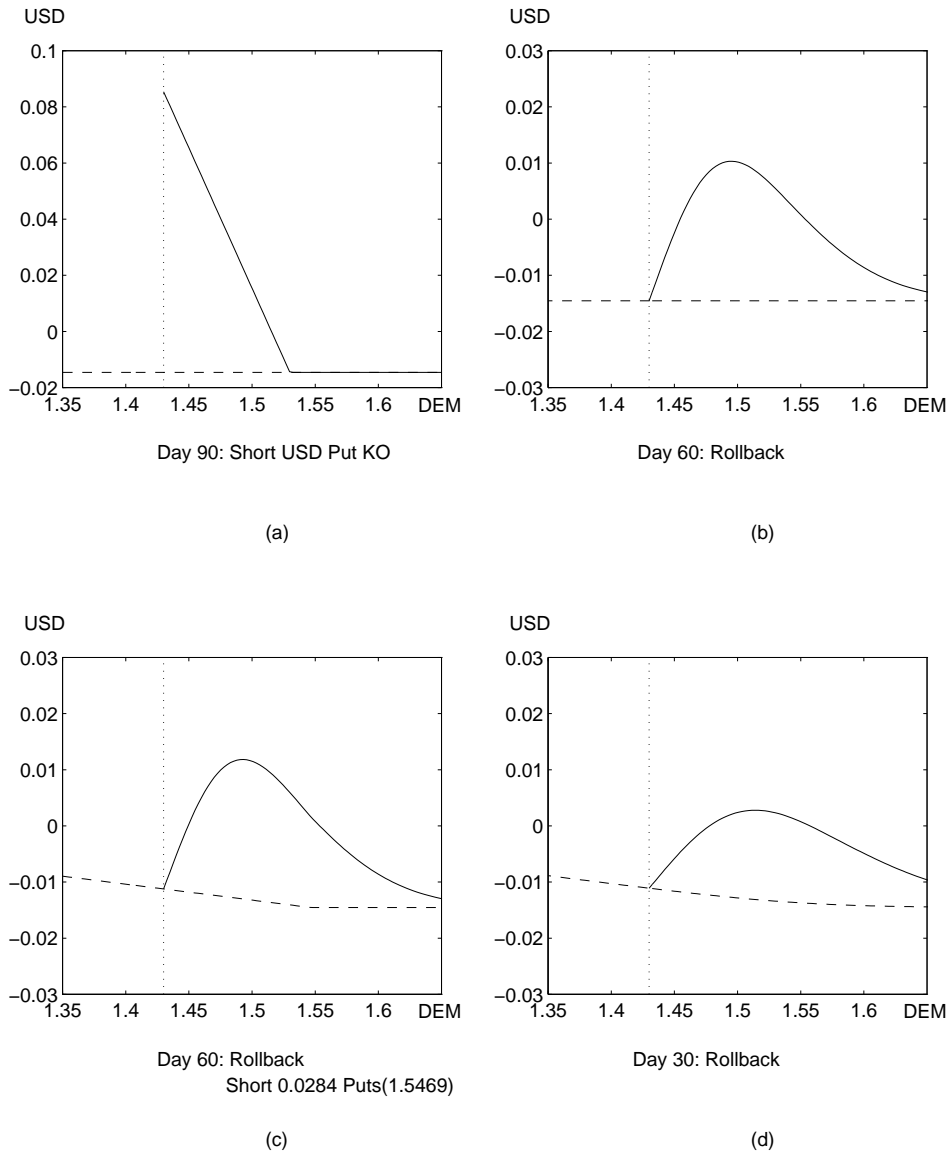 USD
0.1
0.08
0.06
0.04
0.02
0
−0.02
1.35 1.4 1.45 1.5 1.55 1.6 DEM
Day 90: Short USD Put KO
(a)
USD
0.03
0.02
0.01
0
−0.01
−0.02
−0.03
1.35 1.4 1.45 1.5 1.55 1.6 DEM
Day 60: Rollback
(b)
USD
0.03
0.02
0.01
0
−0.01
−0.02
−0.03
1.35 1.4 1.45 1.5 1.55 1.6 DEM
Day 60: Rollback
Short 0.0284 Puts(1.5469)
(c)
USD
0.03
0.02
0.01
0
−0.01
−0.02
−0.03
1.35 1.4 1.45 1.5 1.55 1.6 DEM
Day 30: Rollback
(d)